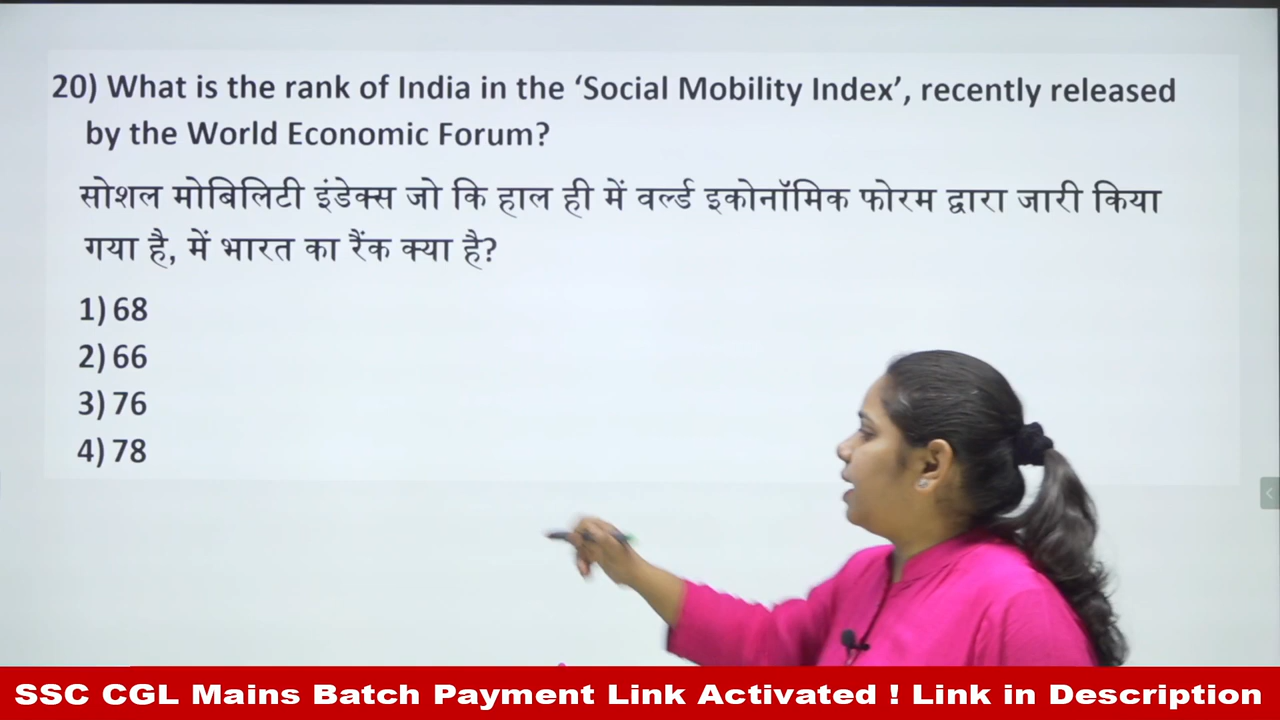 20) What is the rank of India in the ‘Social Mobility Index’, recently released
by the World Economic Forum?
सोशल मोबिलिटी इंडेक्स जो कि हाल ही में वर्ल्ड इकोनॉमिक फोरम द्वारा जारी किया
गया है, में भारत का रैंक क्या है?
1) 68
2) 66
3) 76
4) 78
SSC CGL Mains Batch Payment Link Activated ! Link in Description